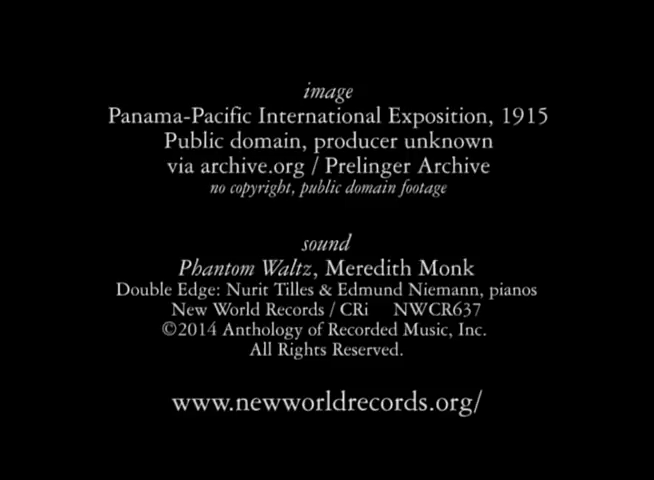 image
Panama-Pacific International Exposition, 1915
Public domain, producer unknown
via archive.org / Prelinger Archive
no copyright, public domain footage
sound
Phantom Waltz, Meredith Monk
Double Edge: Nurit Tilles & Edmund Niemann, pianos
New World Records / CRi NWCR637
©2014 Anthology of Recorded Music, Inc.
All Rights Reserved.
www.newworldrecords.org/